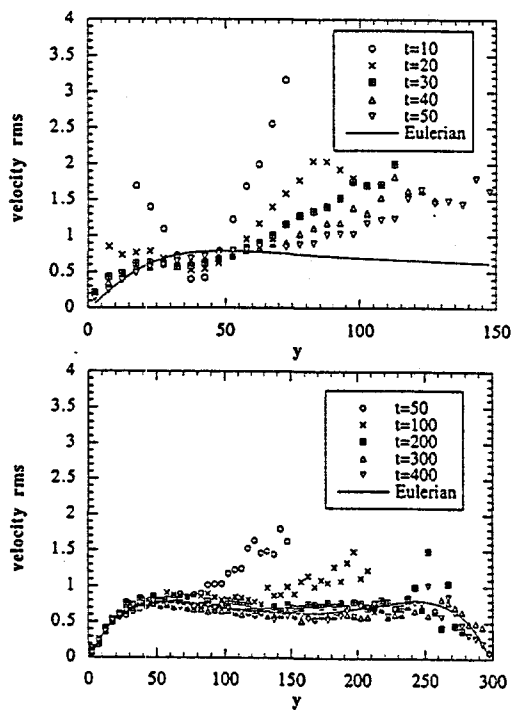 4
3.5
3
2.5
2
1.5
1
0.5
0
velocity rms
t=10
t=20
t=30
t=40
t=50
Eulerian
0 50 100 150
y
4
3.5
3
2.5
2
1.5
1
0.5
0
velocity rms
t=50
t=100
t=200
t=300
t=400
Eulerian
0 50 100 150 200 250 300
y